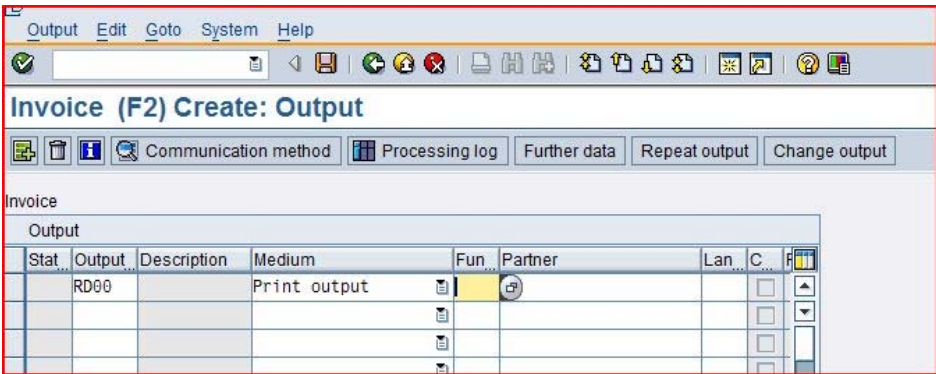 Output Edit Goto System Help
Invoice (F2) Create: Output
Communication method Processing log Further data Repeat output Change output
Invoice
Output
Stat... Output... Description Medium Fun... Partner Lan... C... F
RD00 Print output